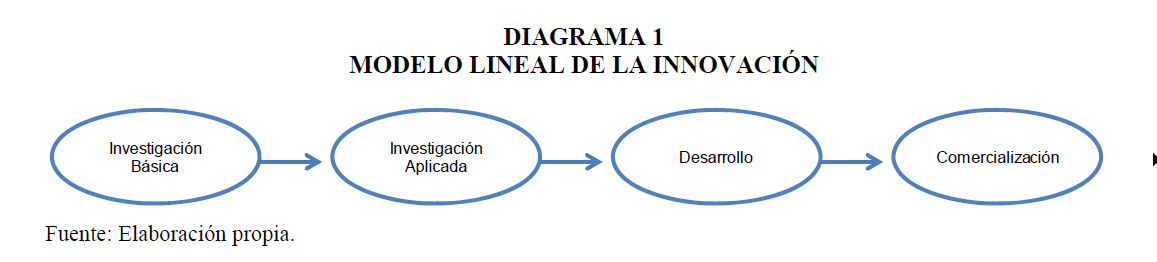 DIAGRAMA 1
MODELO LINEAL DE LA INNOVACIÓN
Investigación
Básica
Investigación
Aplicada
Desarrollo
Comercialización
Fuente: Elaboración propia.